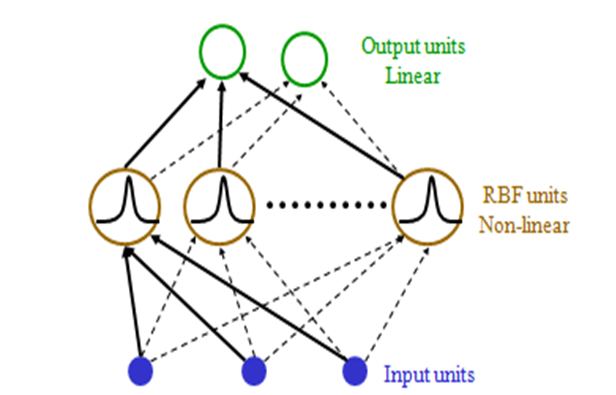 Output units
Linear
RBF units
Non-linear
Input units